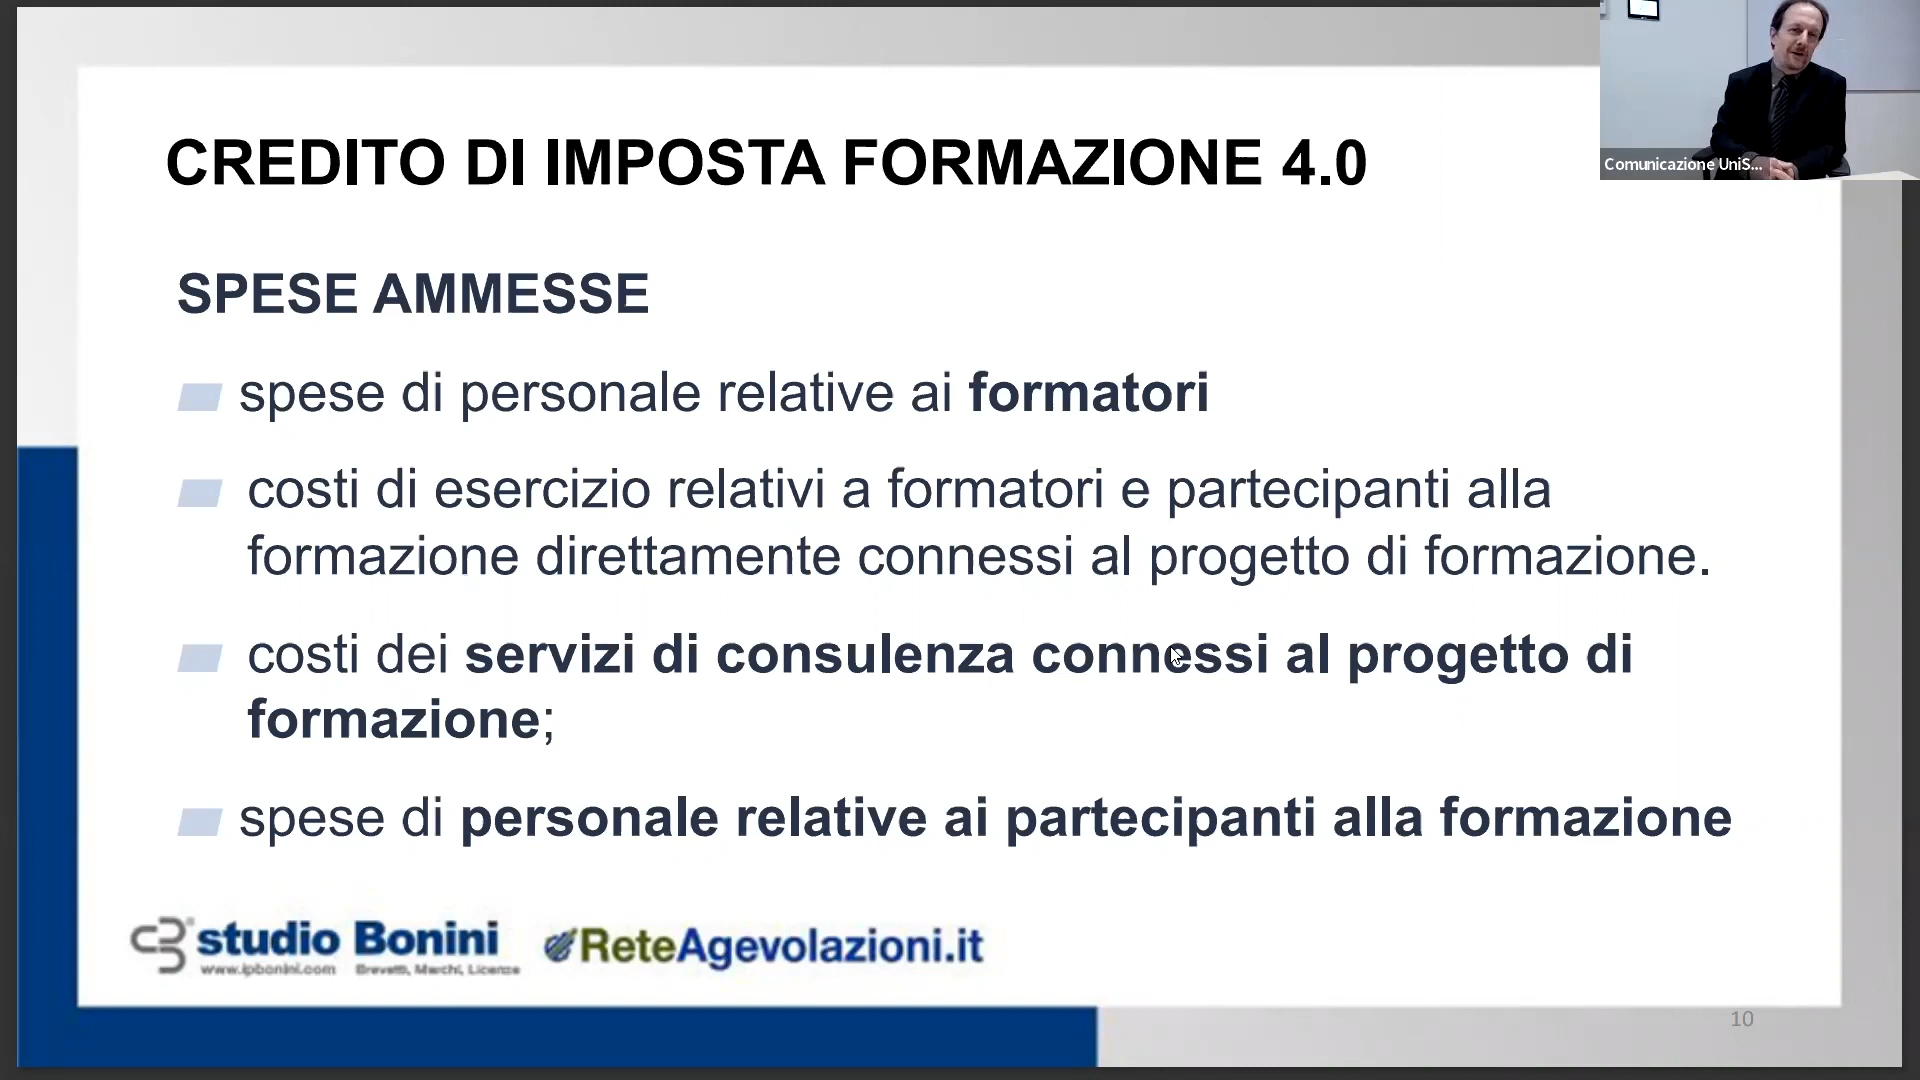 CREDITO DI IMPOSTA FORMAZIONE 4.0
Comunicazione UniS...
SPESE AMMESSE
spese di personale relative ai formatori
costi di esercizio relativi a formatori e partecipanti alla
formazione direttamente connessi al progetto di formazione.
costi dei servizi di consulenza connessi al progetto di
formazione;
spese di personale relative ai partecipanti alla formazione
studio Bonini
www.ipbonini.com Brevetti, Marchi, Licenze
ReteAgevolazioni.it
10